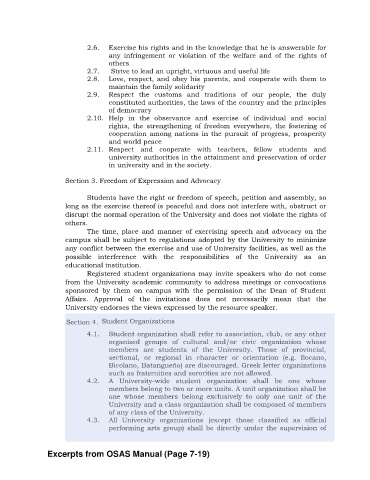 2.6. Exercise his rights and in the knowledge that he is answerable for
any infringement or violation of the welfare and of the rights of
others
2.7. Strive to lead an upright, virtuous and useful life
2.8. Love, respect, and obey his parents, and cooperate with them to
maintain the family solidarity
2.9. Respect the customs and traditions of our people, the duly
constituted authorities, the laws of the country and the principles
of democracy
2.10. Help in the observance and exercise of individual and social
rights, the strengthening of freedom everywhere, the fostering of
cooperation among nations in the pursuit of progress, prosperity
and world peace
2.11. Respect and cooperate with teachers, fellow students and
university authorities in the attainment and preservation of order
in university and in the society.
Section 3. Freedom of Expression and Advocacy
Students have the right or freedom of speech, petition and assembly, so
long as the exercise thereof is peaceful and does not interfere with, obstruct or
disrupt the normal operation of the University and does not violate the rights of
others.
The time, place and manner of exercising speech and advocacy on the
campus shall be subject to regulations adopted by the University to minimize
any conflict between the exercise and use of University facilities, as well as the
possible interference with the responsibilities of the University as an
educational institution.
Registered student organizations may invite speakers who do not come
from the University academic community to address meetings or convocations
sponsored by them on campus with the permission of the Dean of Student
Affairs. Approval of the invitations does not necessarily mean that the
University endorses the views expressed by the resource speaker.
Section 4. Student Organizations
4.1. Student organization shall refer to association, club, or any other
organized groups of cultural and/or civic organization whose
members are students of the University. Those of provincial,
sectional, or regional in character or orientation (e.g. Ilocano,
Bicolano, Batangueño) are discouraged. Greek letter organizations
such as fraternities and sororities are not allowed.
4.2. A University-wide student organization shall be one whose
members belong to two or more units. A unit organization shall be
one whose members belong exclusively to only one unit of the
University and a class organization shall be composed of members
of any class of the University.
4.3. All University organizations (except those classified as official
performing arts group) shall be directly under the supervision of
Excerpts from OSAS Manual (Page 7-19)